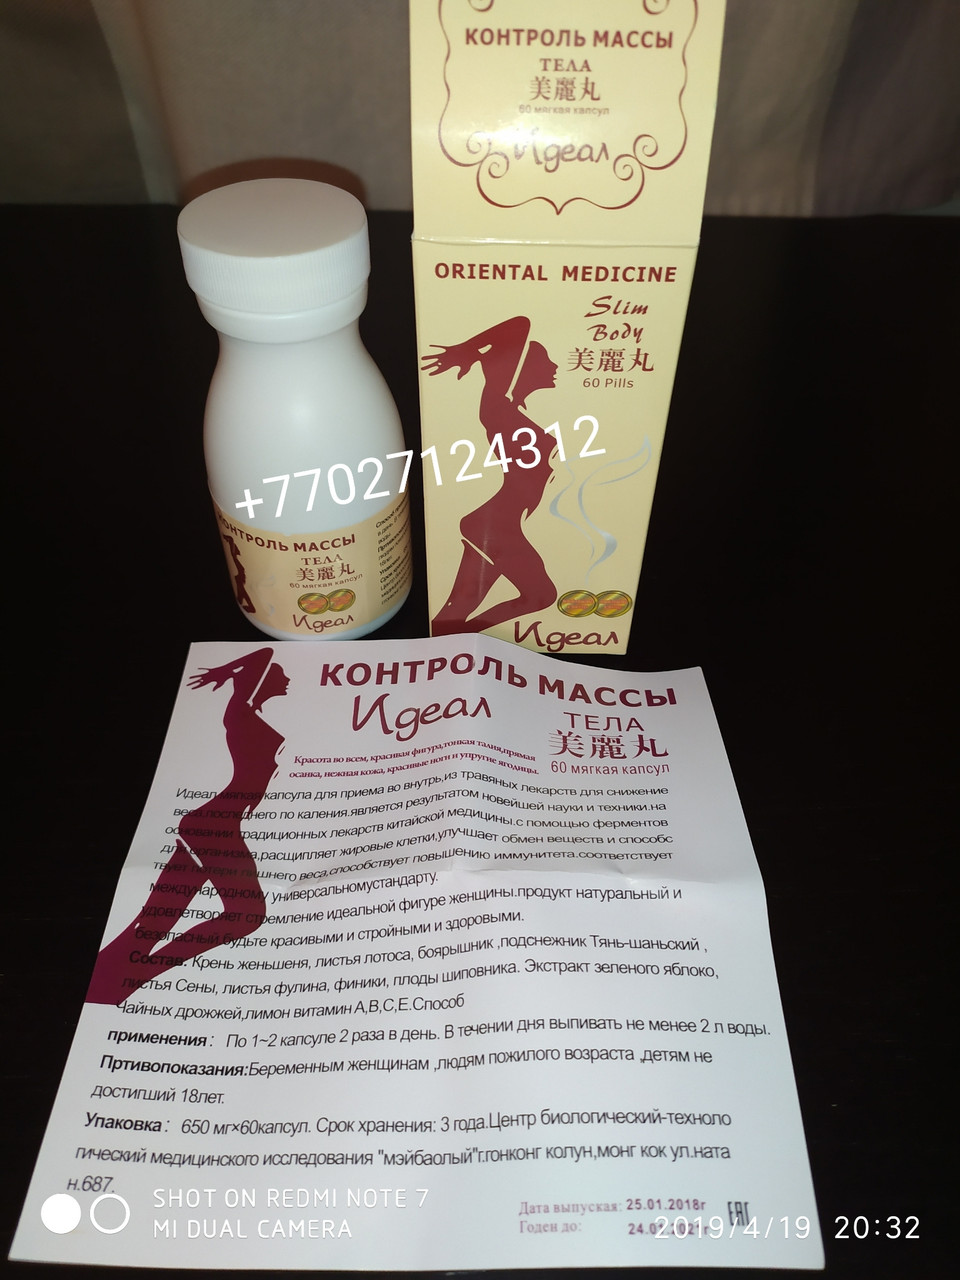 КОНТРОЛЬ МАССЫ
ТЕЛА
美麗丸
60 мягкая капсул
Идеал
ORIENTAL MEDICINE
Slim
Body
美麗丸
60 Pills
Идеал
+77027124312
КОНТРОЛЬ МАССЫ
ТЕЛА
美麗丸
60 мягкая капсул
Идеал
КОНТРОЛЬ МАССЫ
Идеал
ТЕЛА
美麗丸
60 мягкая капсул
Красота во всем, красивая фигура,тонкая талия,прямая
осанка, нежная кожа, красивые ноги и упругие ягодицы.
Идеал мягкая капсула для приема во внутрь,из травяных лекарств для снижение
веса,последнего по каления.является результатом новейшей науки и техники.на
основании традиционных лекарств китайской медицины.с помощью ферментов
для организма,расщипляет жировые клетки,улучшает обмен веществ и способс
твует потере лишнего веса,способствует повышению иммунитета.соответствует
международному универсальномустандарту.
удовлетворяет стремление идеальной фигуре женщины.продукт натуральный и
безопасный.будьте красивыми и стройными и здоровыми.
Состав: Крень женьшеня, листья лотоса, боярышник ,подснежник Тянь-шаньский ,
листья Сены, листья фулина, финики, плоды шиповника. Экстракт зеленого яблоко,
Чайных дрожжей,лимон витамин А,В,С,Е.Способ
применения : По 1~2 капсуле 2 раза в день. В течении дня выпивать не менее 2 л воды.
Пртивопоказания:Беременным женщинам ,людям пожилого возраста ,детям не
достигший 18лет.
Упаковка : 650 мг×60капсул. Срок хранения: 3 года.Центр биологический-техноло
гический медицинского исследования "мэйбаолый"г.гонконг колун,монг кок ул.ната
н.687.
Дата выпуская: 25.01.2018г
Годен до:
EAC
SHOT ON REDMI NOTE 7
MI DUAL CAMERA
2019/4/19 20:32